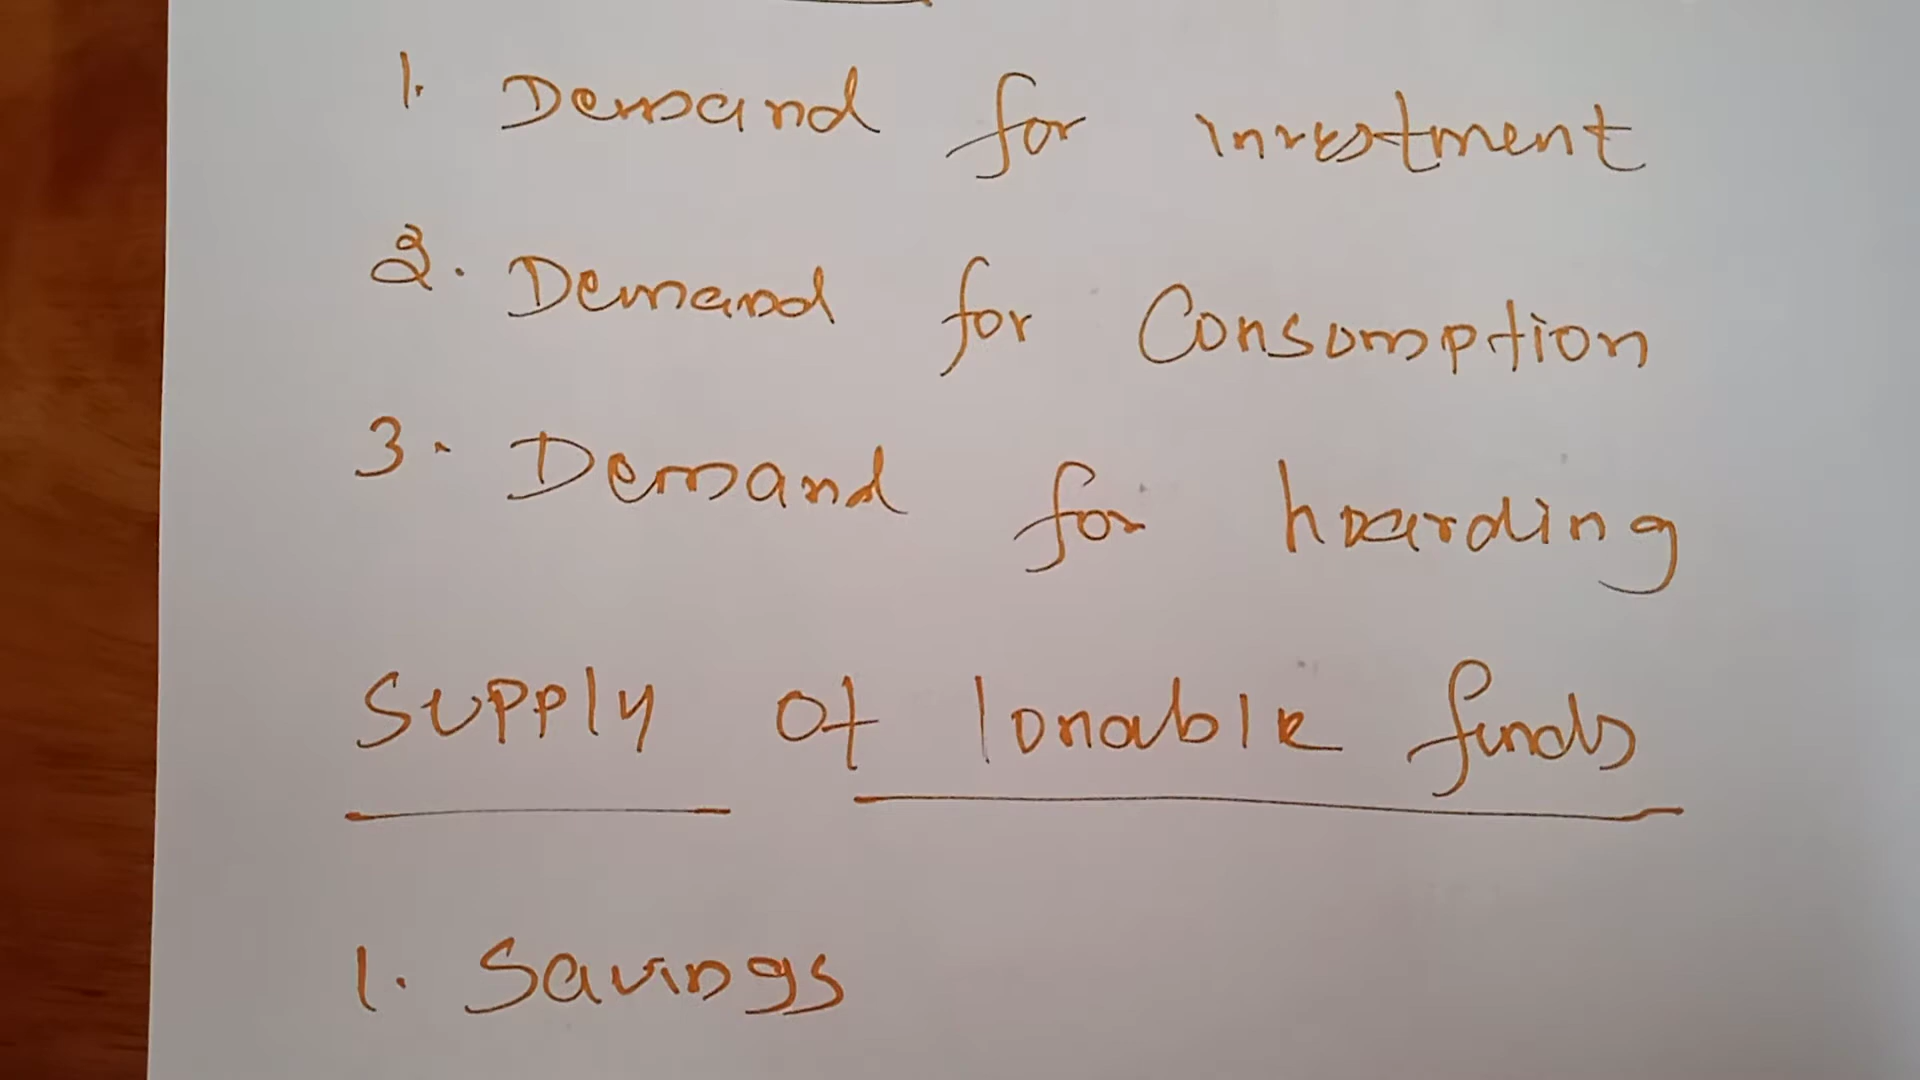 1. Demand for investment
2. Demand for Consumption
3. Demand for hoarding
Supply of lonable funds
1. Savings